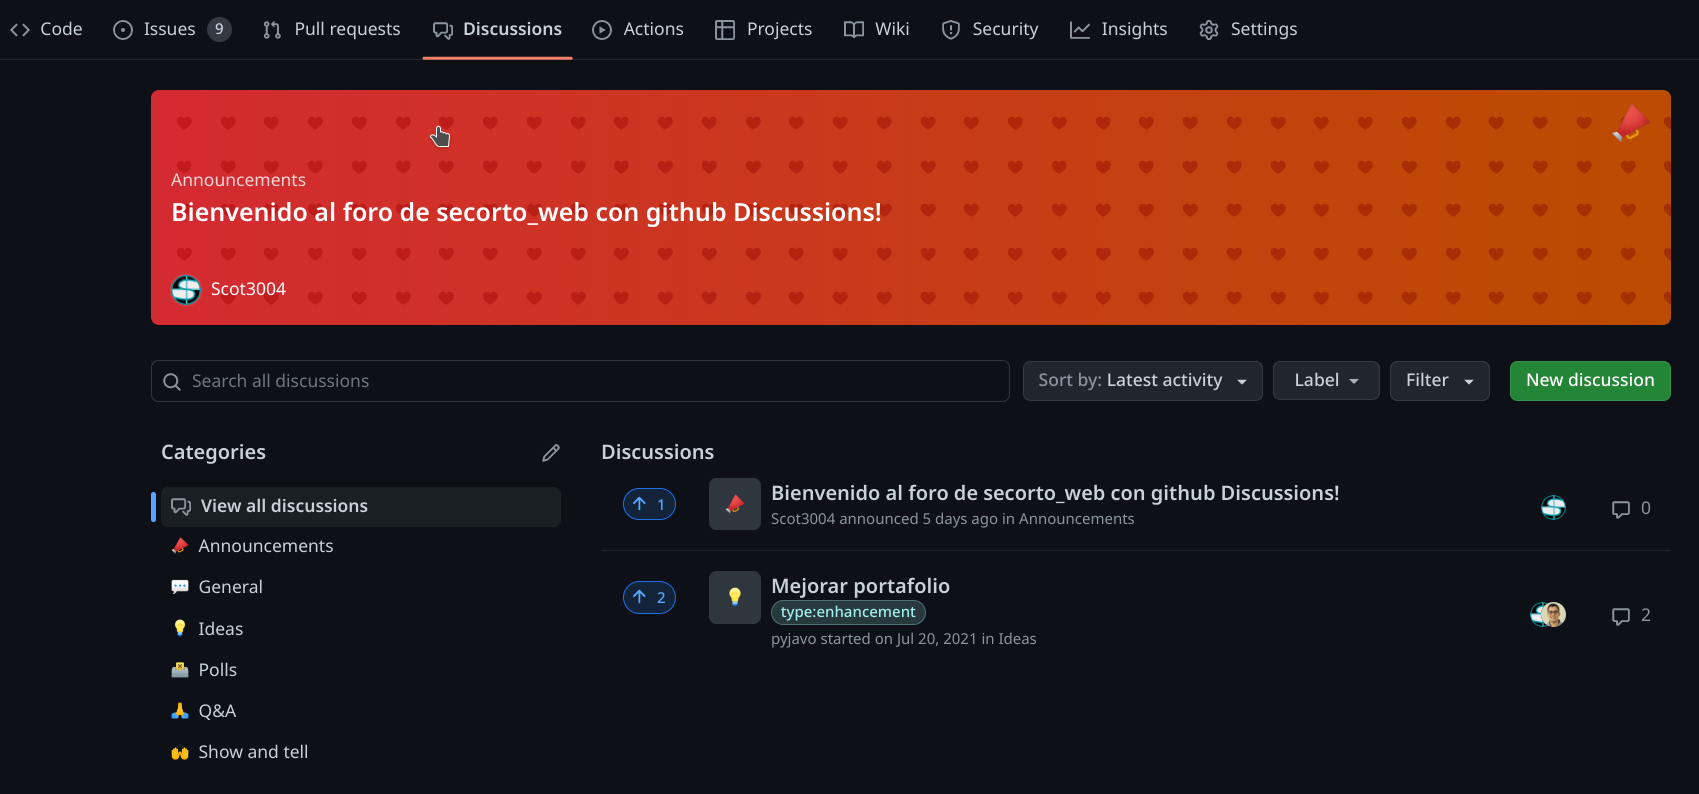 Code Issues 9 Pull requests Discussions Actions Projects Wiki Security Insights Settings
Announcements
Bienvenido al foro de secorto_web con github Discussions!
Scot3004
Search all discussions
Sort by: Latest activity
Label
Filter
New discussion
Categories
View all discussions
Announcements
General
Ideas
Polls
Q&A
Show and tell
Discussions
1
Bienvenido al foro de secorto_web con github Discussions!
Scot3004 announced 5 days ago in Announcements
0
2
Mejorar portafolio
type:enhancement
pyjavo started on Jul 20, 2021 in Ideas
2